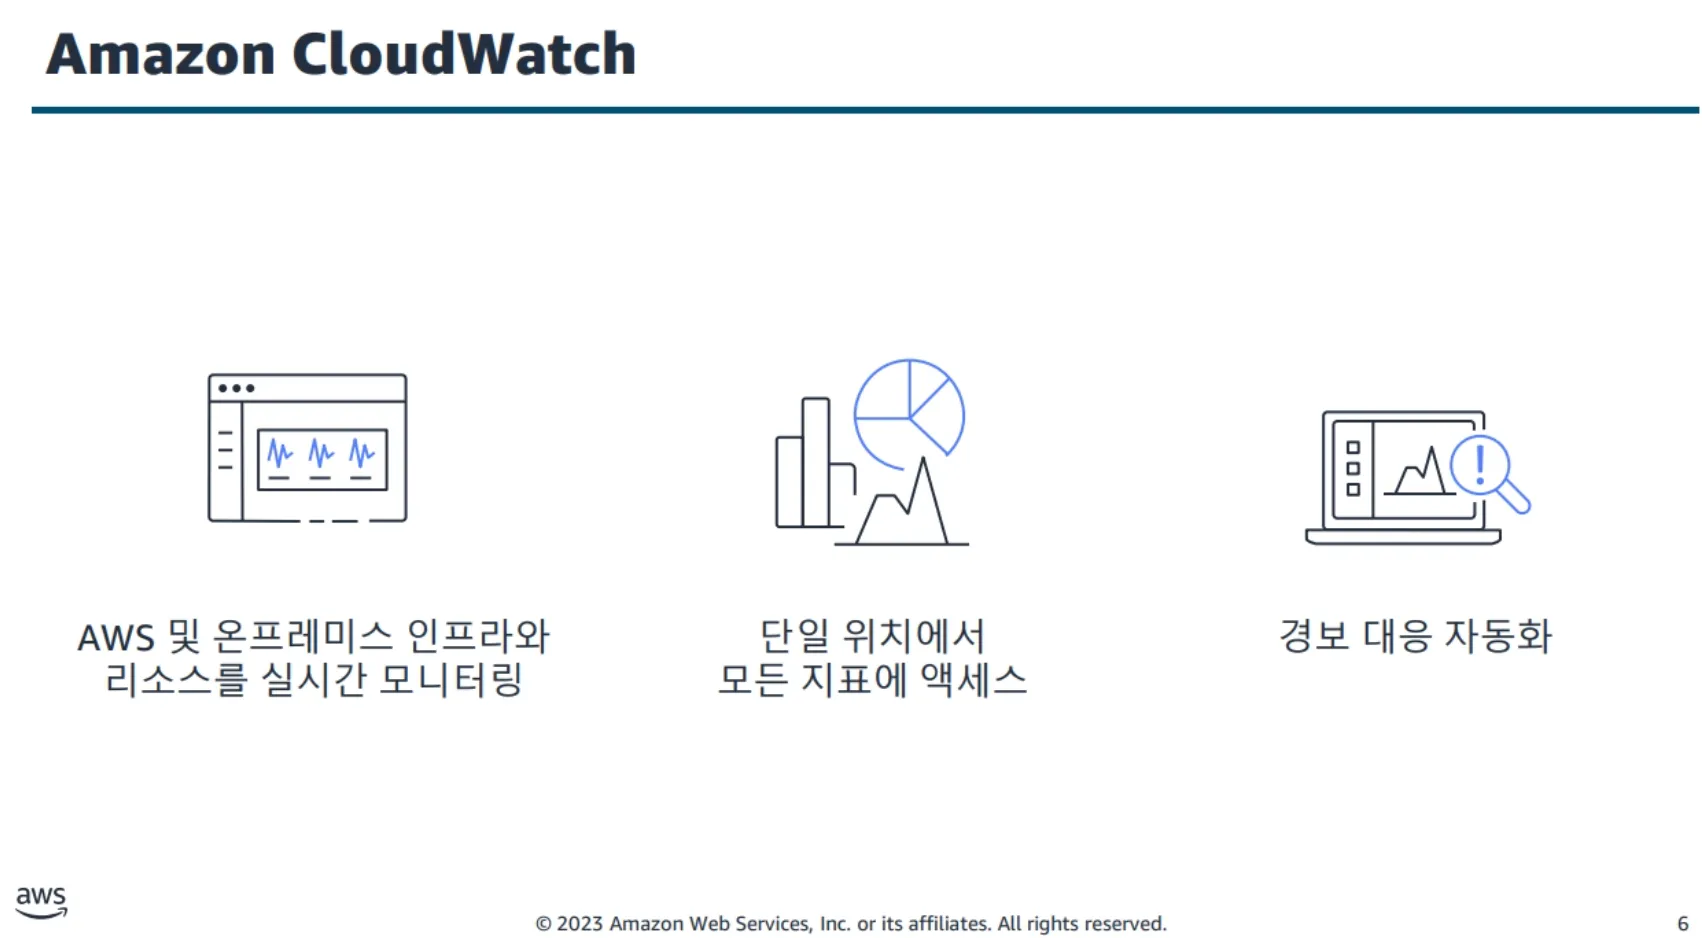 Amazon CloudWatch
AWS 및 온프레미스 인프라와
리소스를 실시간 모니터링
단일 위치에서
모든 지표에 액세스
경보 대응 자동화
aws
© 2023 Amazon Web Services, Inc. or its affiliates. All rights reserved.
6